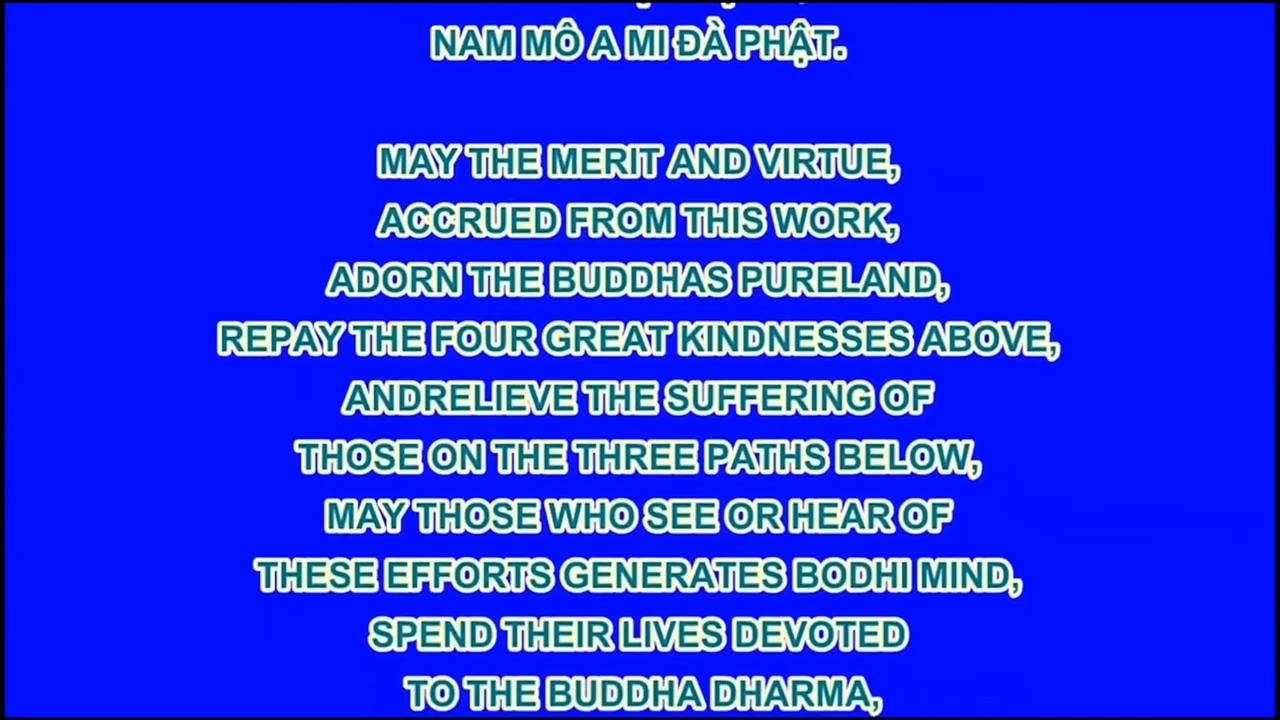 NAM MÔ A MI ĐÀ PHẬT.
MAY THE MERIT AND VIRTUE,
ACCRUED FROM THIS WORK,
ADORN THE BUDDHAS PURELAND,
REPAY THE FOUR GREAT KINDNESSES ABOVE,
ANDRELIEVE THE SUFFERING OF
THOSE ON THE THREE PATHS BELOW,
MAY THOSE WHO SEE OR HEAR OF
THESE EFFORTS GENERATES BODHI MIND,
SPEND THEIR LIVES DEVOTED
TO THE BUDDHA DHARMA,